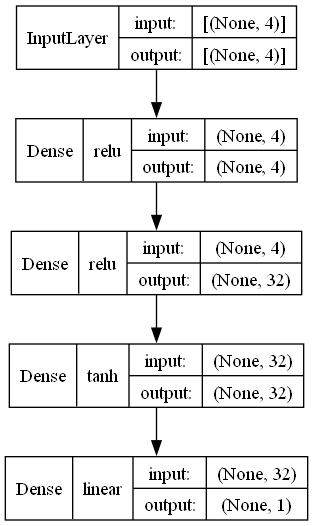 InputLayer input: [(None, 4)]
output: [(None, 4)]
Dense relu input: (None, 4)
output: (None, 4)
Dense relu input: (None, 4)
output: (None, 32)
Dense tanh input: (None, 32)
output: (None, 32)
Dense linear input: (None, 32)
output: (None, 1)